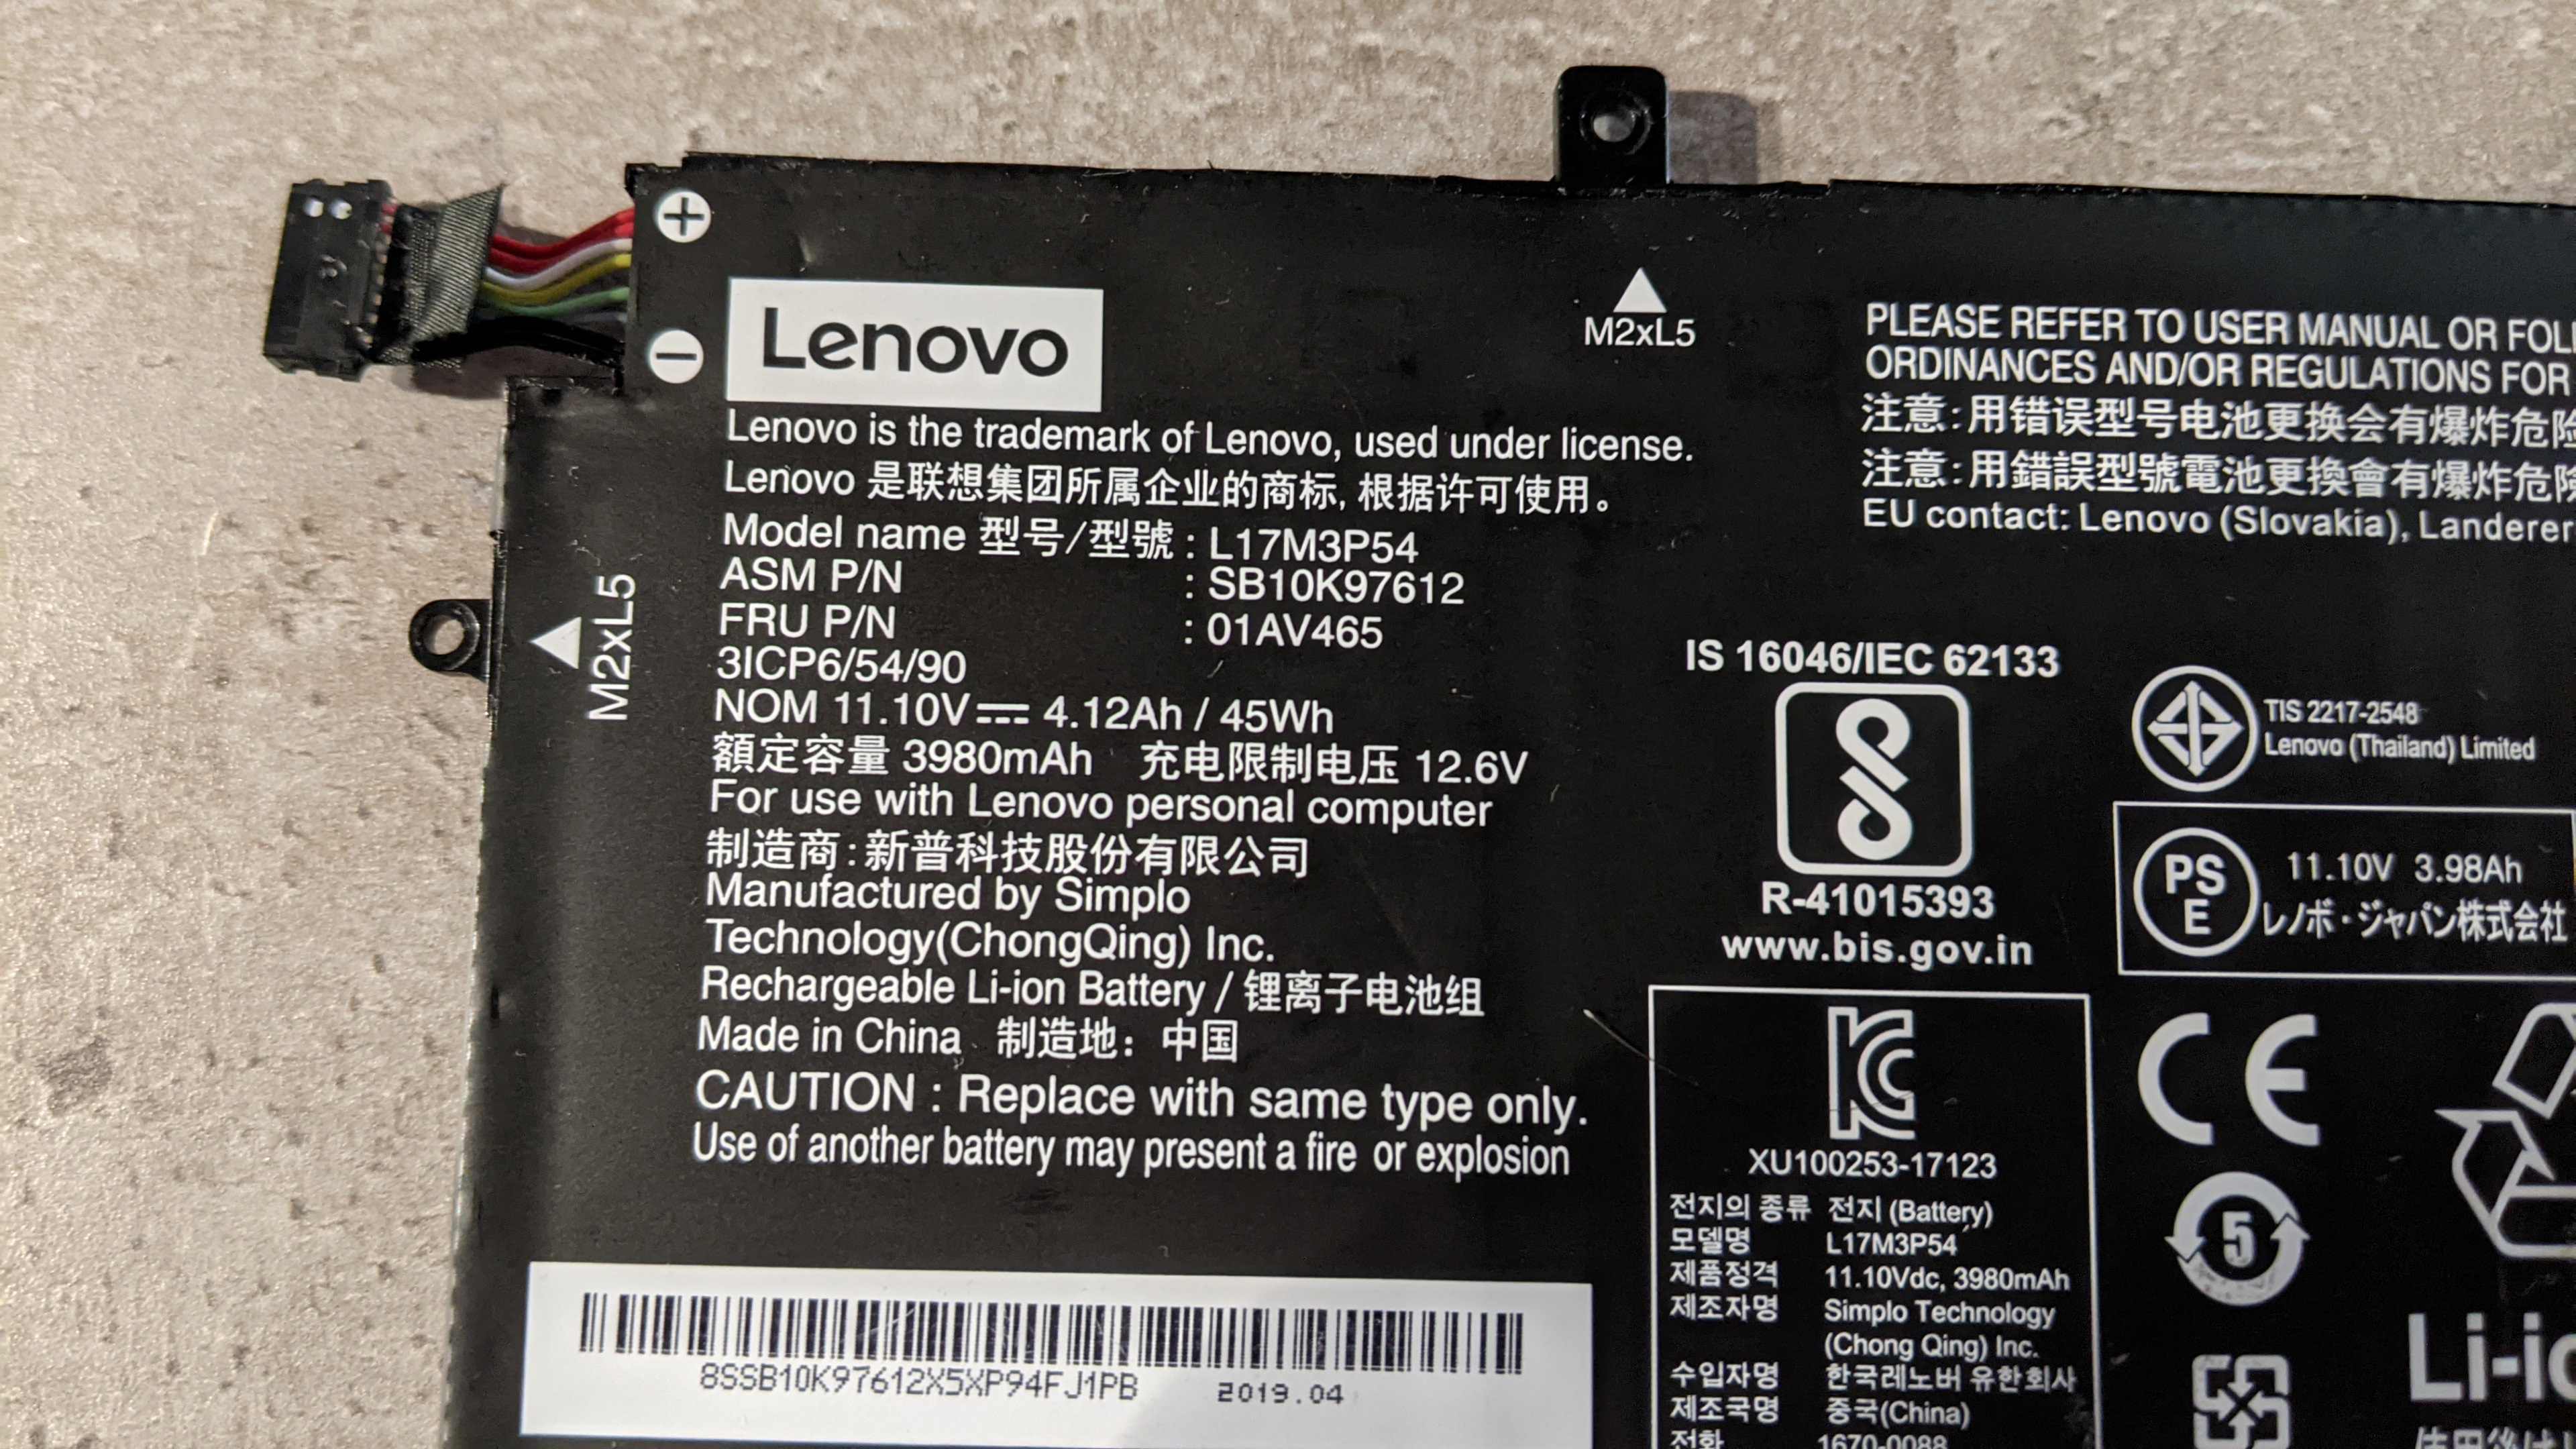 +
−
Lenovo
Lenovo is the trademark of Lenovo, used under license.
Lenovo 是联想集团所属企业的商标, 根据许可使用。
Model name 型号/型號 : L17M3P54
ASM P/N : SB10K97612
FRU P/N : 01AV465
3ICP6/54/90
NOM 11.10V⎓ 4.12Ah / 45Wh
額定容量 3980mAh 充电限制电压 12.6V
For use with Lenovo personal computer
制造商:新普科技股份有限公司
Manufactured by Simplo
Technology(ChongQing) Inc.
Rechargeable Li-ion Battery / 锂离子电池组
Made in China 制造地: 中国
CAUTION : Replace with same type only.
Use of another battery may present a fire or explosion
8SSB10K97612X5XP94FJ1PB 2019.04
M2xL5
M2xL5
PLEASE REFER TO USER MANUAL OR
ORDINANCES AND/OR REGULATIONS FOR
注意:用错误型号电池更换会有爆炸危险
注意:用錯誤型號電池更換會有爆炸危險
EU contact: Lenovo (Slovakia),
IS 16046/IEC 62133
R-41015393
www.bis.gov.in
TIS 2217-2548
Lenovo (Thailand) Limited
PS
E
11.10V 3.98Ah
レノボ・ジャパン株式会社
CE
5
KC
XU100253-17123
전지의 종류 전지 (Battery)
모델명 L17M3P54
제품정격 11.10Vdc, 3980mAh
제조자명 Simplo Technology
(Chong Qing) Inc.
수입자명 한국레노버 유한회사
제조국명 중국(China)
전화 1670-0088